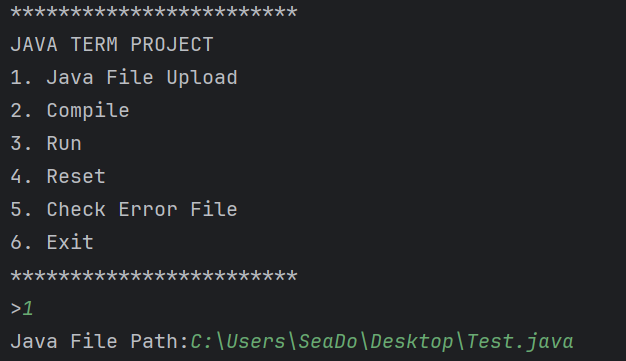 ************************
JAVA TERM PROJECT
1. Java File Upload
2. Compile
3. Run
4. Reset
5. Check Error File
6. Exit
************************
>1
Java File Path:C:\Users\SeaDo\Desktop\Test.java